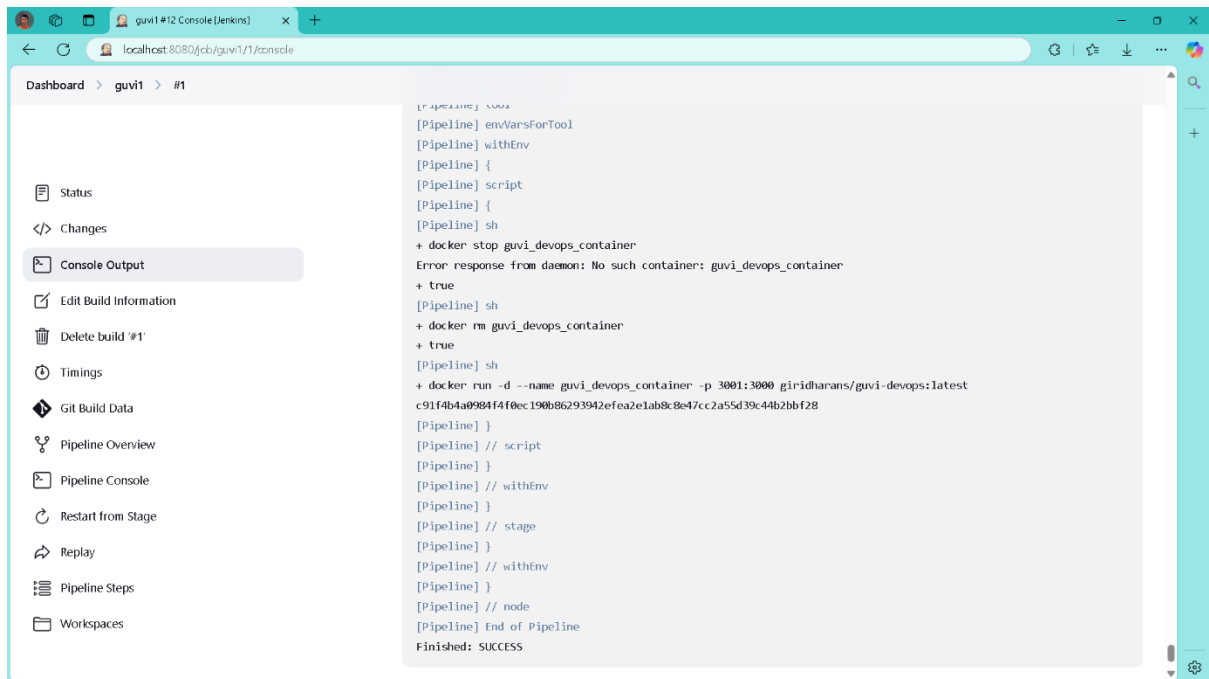 guvi1 #12 Console [Jenkins]
localhost:8080/job/guvi1/1/console
Dashboard > guvi1 > #1
Status
Changes
Console Output
Edit Build Information
Delete build '#1'
Timings
Git Build Data
Pipeline Overview
Pipeline Console
Restart from Stage
Replay
Pipeline Steps
Workspaces
[Pipeline] tool
[Pipeline] envVarsForTool
[Pipeline] withEnv
[Pipeline] {
[Pipeline] script
[Pipeline] {
[Pipeline] sh
+ docker stop guvi_devops_container
Error response from daemon: No such container: guvi_devops_container
+ true
[Pipeline] sh
+ docker rm guvi_devops_container
+ true
[Pipeline] sh
+ docker run -d --name guvi_devops_container -p 3001:3000 giridharans/guvi-devops:latest
c91f4b4a0984f4f0ec190b86293942efea2e1ab8c8e47cc2a55d39c44b2bbf28
[Pipeline] }
[Pipeline] // script
[Pipeline] }
[Pipeline] // withEnv
[Pipeline] }
[Pipeline] // stage
[Pipeline] }
[Pipeline] // withEnv
[Pipeline] }
[Pipeline] // node
[Pipeline] End of Pipeline
Finished: SUCCESS